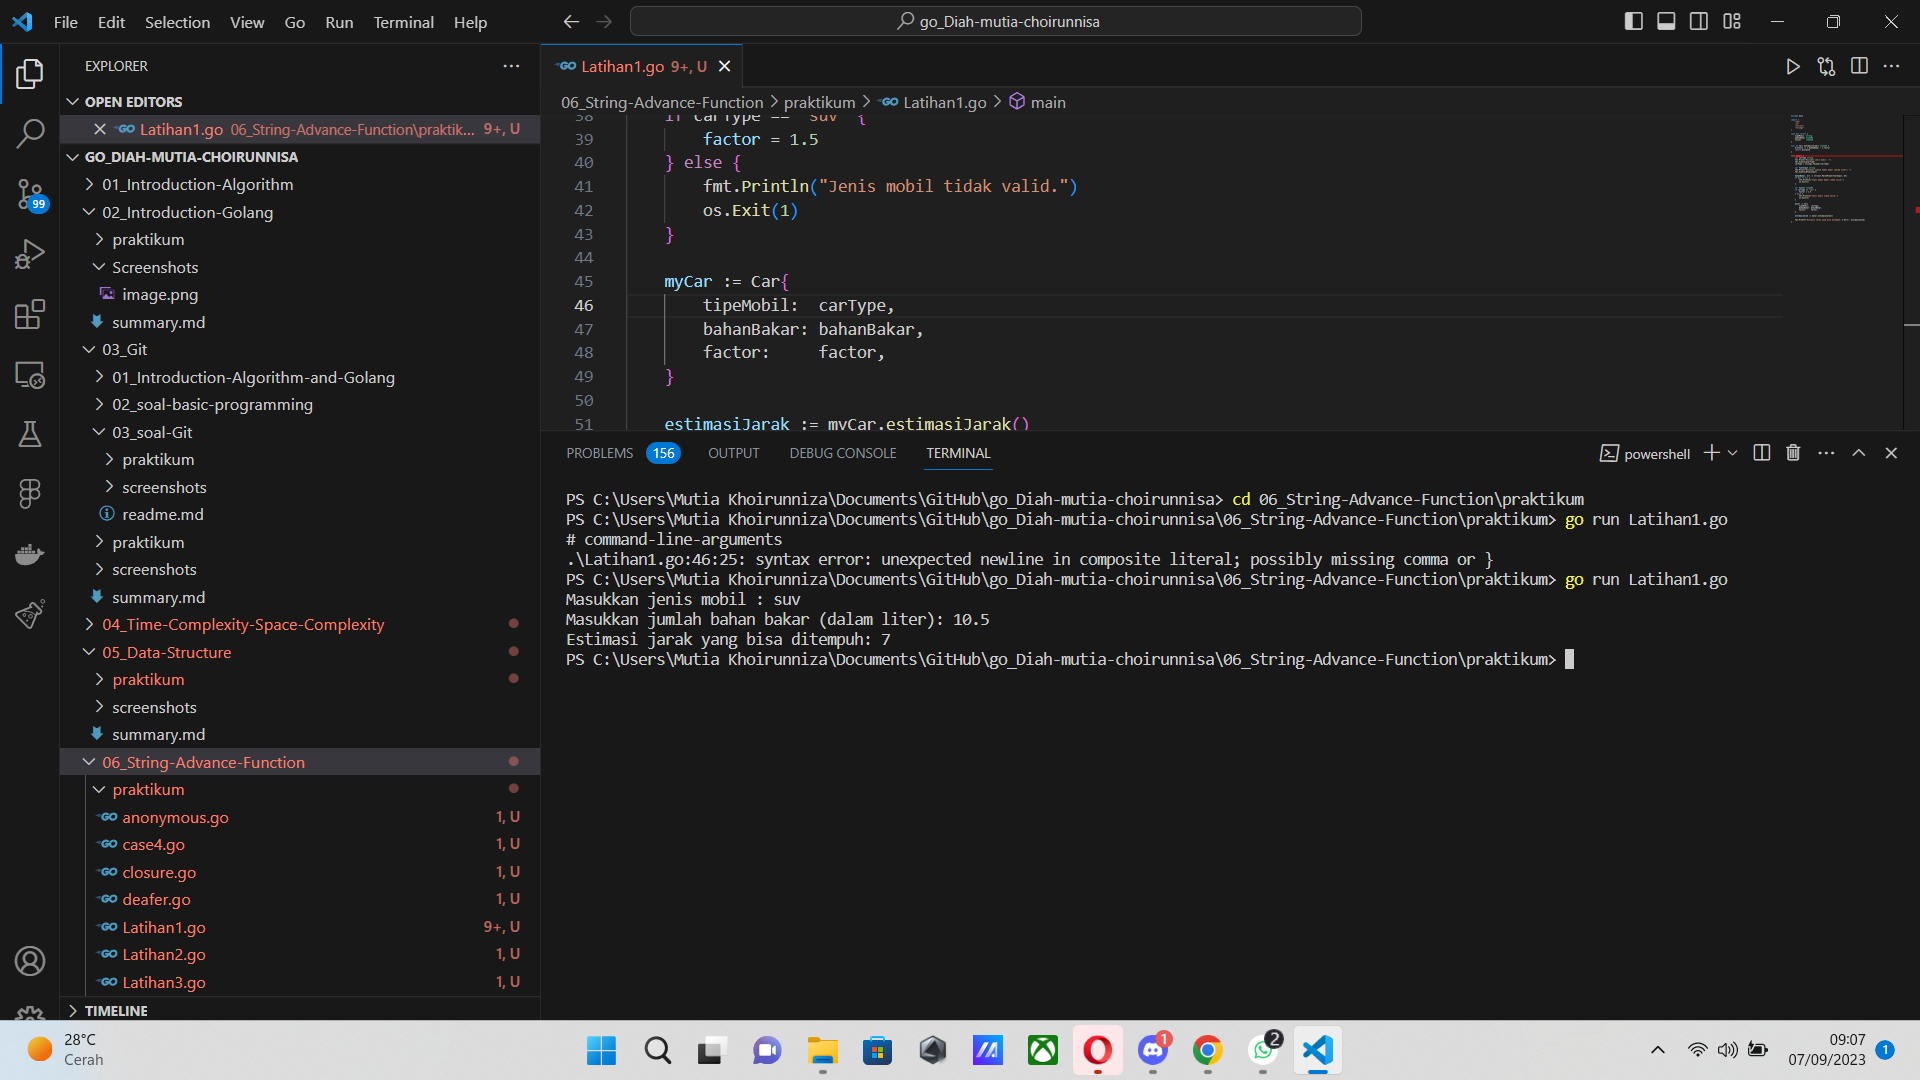 File Edit Selection View Go Run Terminal Help
go_Diah-mutia-choirunnisa
EXPLORER
OPEN EDITORS
Latihan1.go 06_String-Advance-Function\praktik... 9+, U
GO_DIAH-MUTIA-CHOIRUNNISA
01_Introduction-Algorithm
02_Introduction-Golang
praktikum
Screenshots
image.png
summary.md
03_Git
01_Introduction-Algorithm-and-Golang
02_soal-basic-programming
03_soal-Git
praktikum
screenshots
readme.md
praktikum
screenshots
summary.md
04_Time-Complexity-Space-Complexity
05_Data-Structure
praktikum
screenshots
summary.md
06_String-Advance-Function
praktikum
anonymous.go 1, U
case4.go 1, U
closure.go 1, U
deafer.go 1, U
Latihan1.go 9+, U
Latihan2.go 1, U
Latihan3.go 1, U
TIMELINE
99
Latihan1.go 9+, U
06_String-Advance-Function > praktikum > Latihan1.go > main
38 if carType == "suv" {
39 factor = 1.5
40 } else {
41 fmt.Println("Jenis mobil tidak valid.")
42 os.Exit(1)
43 }
44
45 myCar := Car{
46 tipeMobil: carType,
47 bahanBakar: bahanBakar,
48 factor: factor,
49 }
50
51 estimasiJarak := myCar.estimasiJarak()
PROBLEMS 156 OUTPUT DEBUG CONSOLE TERMINAL
powershell
PS C:\Users\Mutia Khoirunniza\Documents\GitHub\go_Diah-mutia-choirunnisa> cd 06_String-Advance-Function\praktikum
PS C:\Users\Mutia Khoirunniza\Documents\GitHub\go_Diah-mutia-choirunnisa\06_String-Advance-Function\praktikum> go run Latihan1.go
# command-line-arguments
.\Latihan1.go:46:25: syntax error: unexpected newline in composite literal; possibly missing comma or }
PS C:\Users\Mutia Khoirunniza\Documents\GitHub\go_Diah-mutia-choirunnisa\06_String-Advance-Function\praktikum> go run Latihan1.go
Masukkan jenis mobil : suv
Masukkan jumlah bahan bakar (dalam liter): 10.5
Estimasi jarak yang bisa ditempuh: 7
PS C:\Users\Mutia Khoirunniza\Documents\GitHub\go_Diah-mutia-choirunnisa\06_String-Advance-Function\praktikum>
28°C
Cerah
1
2
09:07
07/09/2023
1